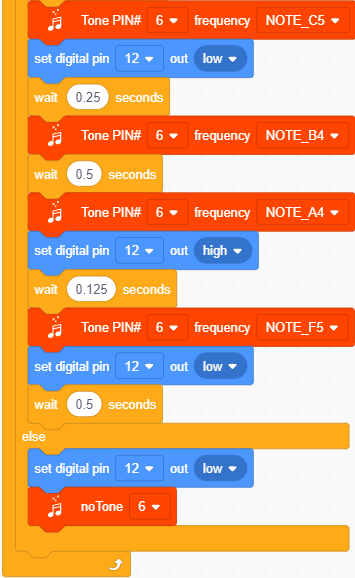 Tone PIN# 6 frequency NOTE_C5
set digital pin 12 out low
wait 0.25 seconds
Tone PIN# 6 frequency NOTE_B4
wait 0.5 seconds
Tone PIN# 6 frequency NOTE_A4
set digital pin 12 out high
wait 0.125 seconds
Tone PIN# 6 frequency NOTE_F5
set digital pin 12 out low
wait 0.5 seconds
else
set digital pin 12 out low
noTone 6